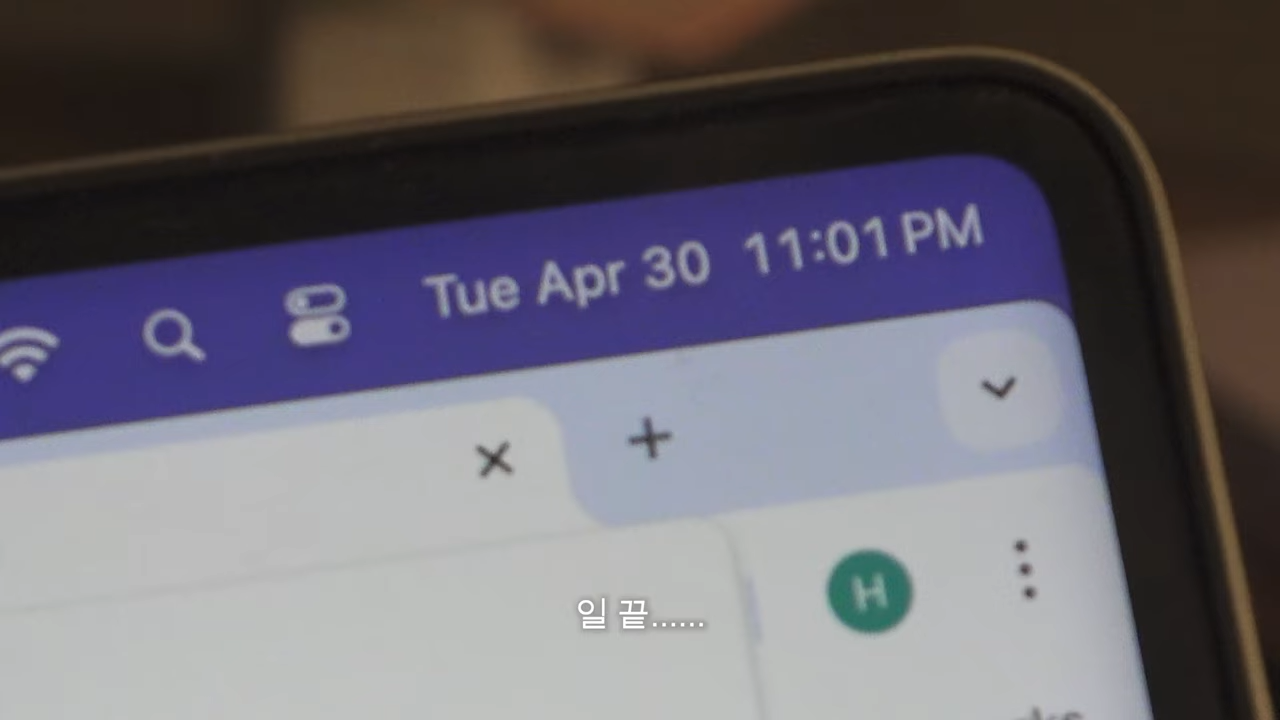 Tue Apr 30 11:01 PM
H
일 끝......